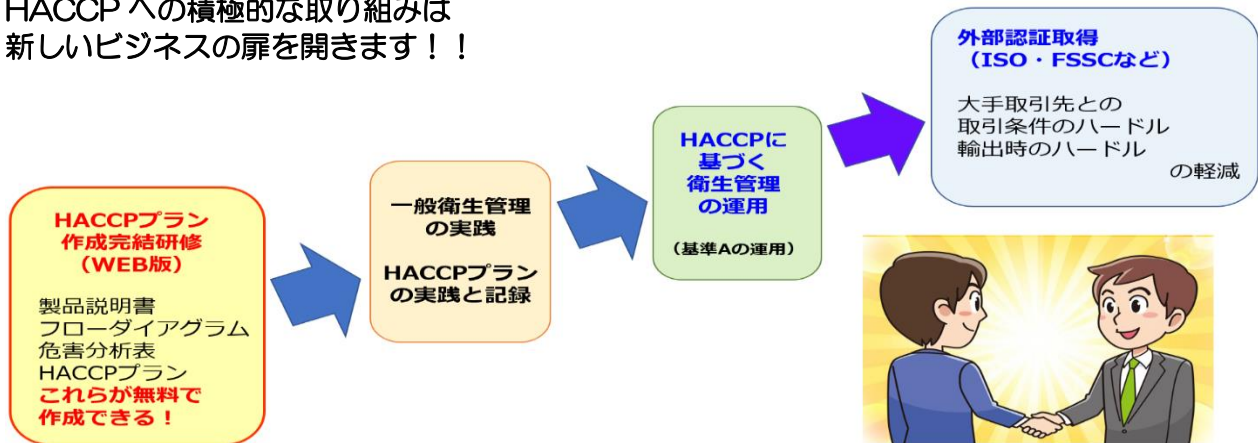 HACCP への積極的な取り組みは
新しいビジネスの扉を開きます！！
HACCPプラン
作成完結研修
（WEB版）
製品説明書
フローダイアグラム
危害分析表
HACCPプラン
これらが無料で
作成できる！
一般衛生管理
の実践
HACCPプラン
の実践と記録
HACCPに
基づく
衛生管理
の運用
（基準Aの運用）
外部認証取得
（ISO・FSSCなど）
大手取引先との
取引条件のハードル
輸出時のハードル
の軽減